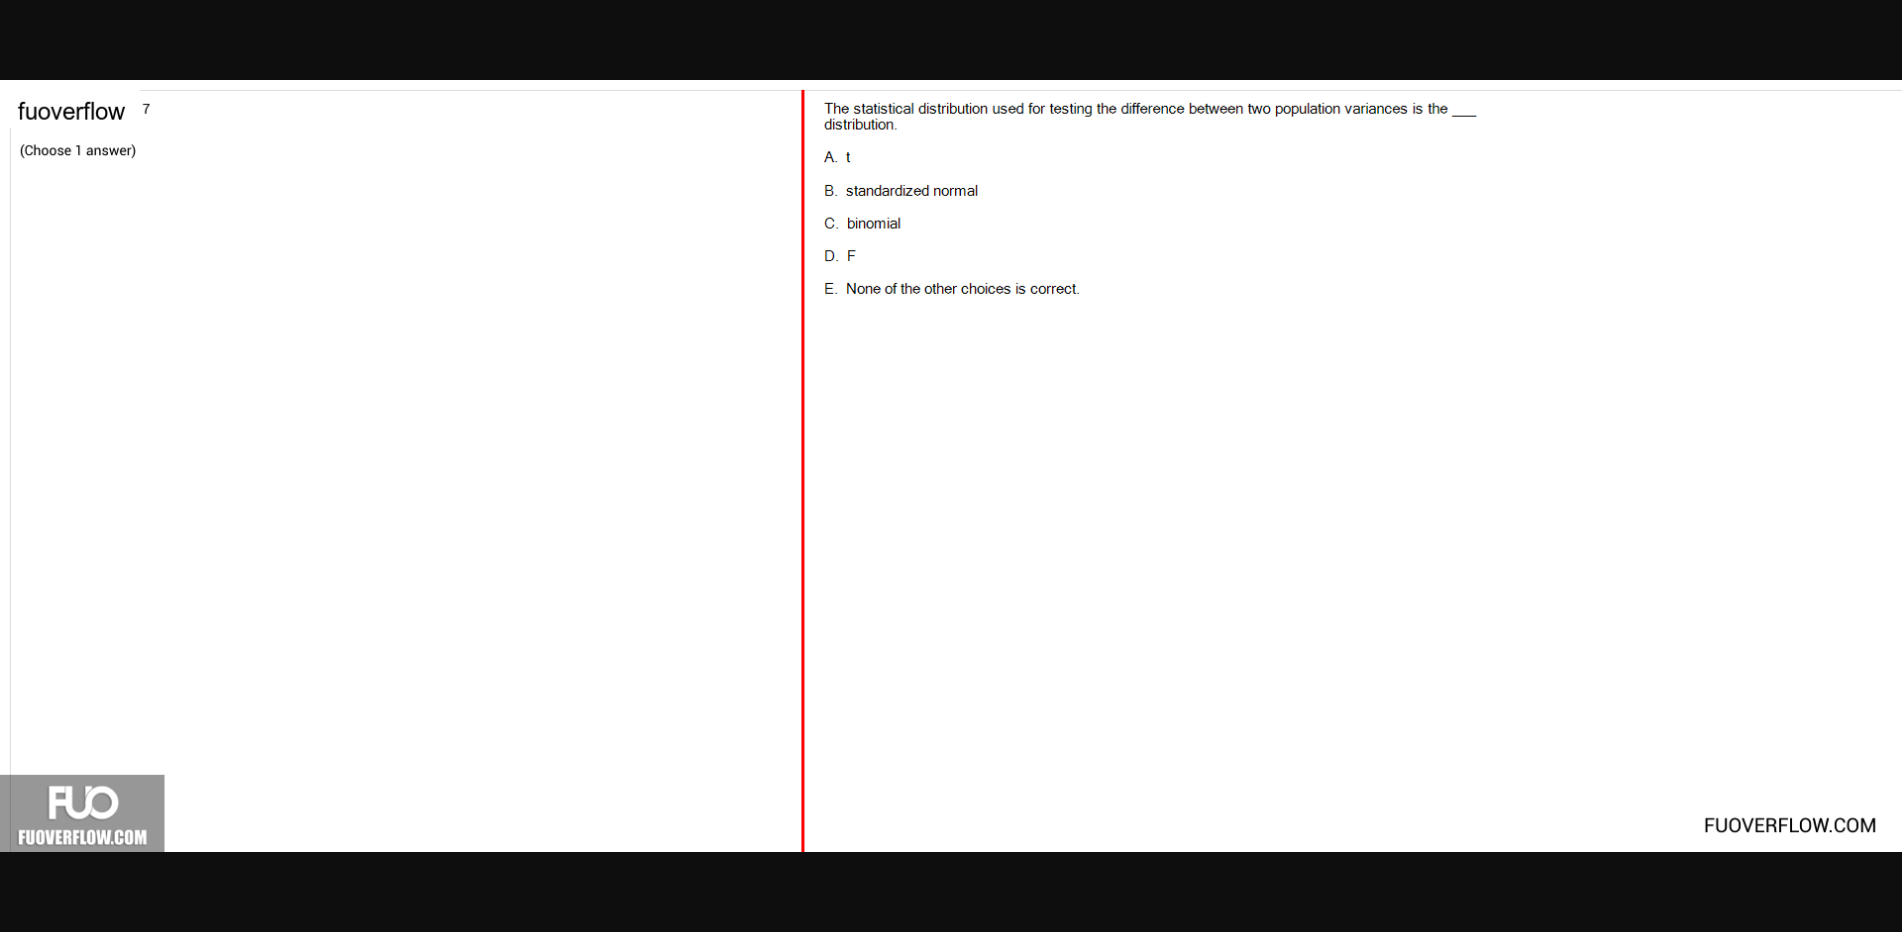 fuoverflow 7
(Choose 1 answer)
The statistical distribution used for testing the difference between two population variances is the ___
distribution.
A. t
B. standardized normal
C. binomial
D. F
E. None of the other choices is correct.
FUO
FUOVERFLOW.COM
FUOVERFLOW.COM